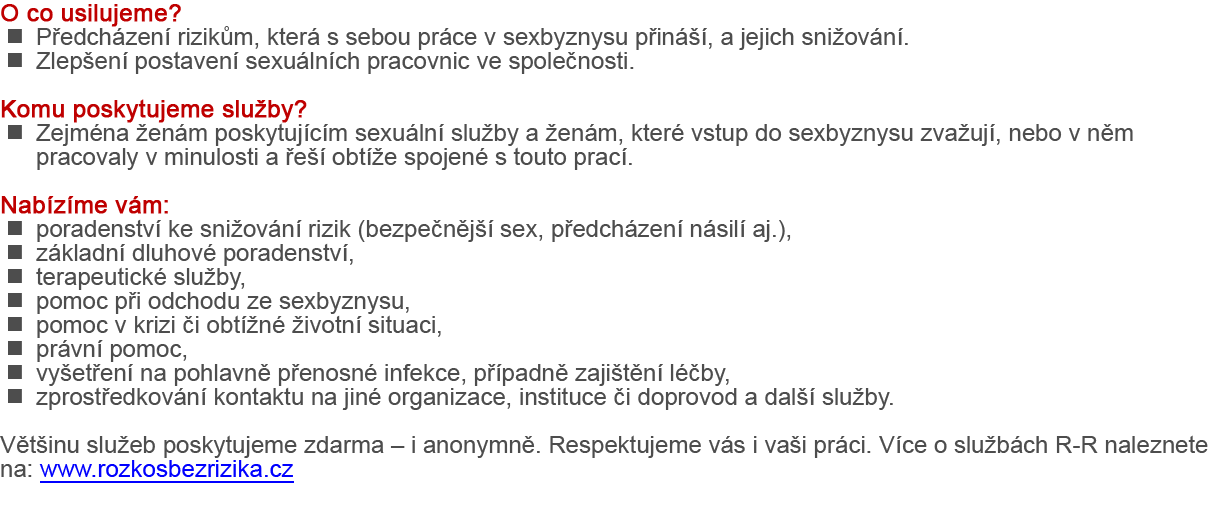 O co usilujeme?
■ Předcházení rizikům, která s sebou práce v sexbyznysu přináší, a jejich snižování.
■ Zlepšení postavení sexuálních pracovnic ve společnosti.
Komu poskytujeme služby?
■ Zejména ženám poskytujícím sexuální služby a ženám, které vstup do sexbyznysu zvažují, nebo v něm
pracovaly v minulosti a řeší obtíže spojené s touto prací.
Nabízíme vám:
■ poradenství ke snižování rizik (bezpečnější sex, předcházení násilí aj.),
■ základní dluhové poradenství,
■ terapeutické služby,
■ pomoc při odchodu ze sexbyznysu,
■ pomoc v krizi či obtížné životní situaci,
■ právní pomoc,
■ vyšetření na pohlavně přenosné infekce, případně zajištění léčby,
■ zprostředkování kontaktu na jiné organizace, instituce či doprovod a další služby.
Většinu služeb poskytujeme zdarma – i anonymně. Respektujeme vás i vaši práci. Více o službách R-R naleznete
na: www.rozkosbezrizika.cz